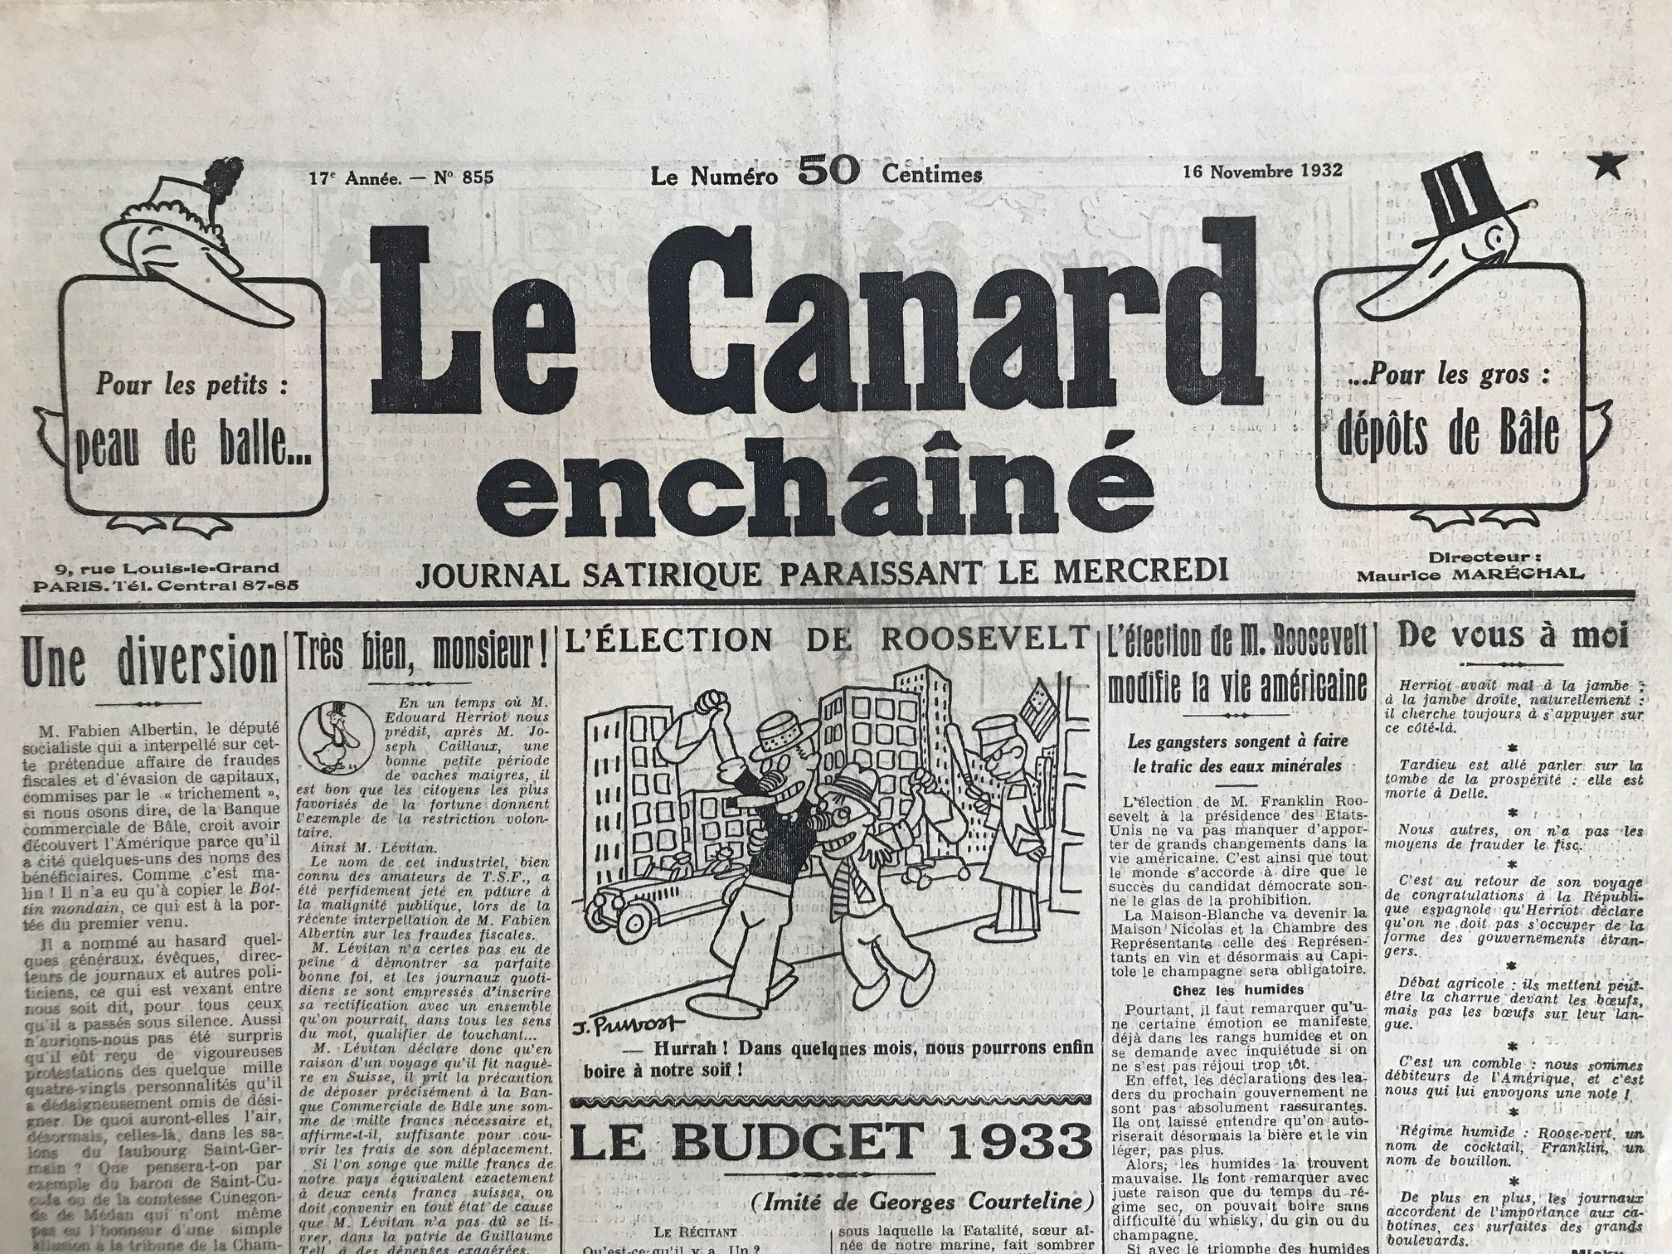 17e Année. — No 855
Le Numéro 50 Centimes
16 Novembre 1932
Le Canard
enchaîné
Pour les petits :
peau de balle...
...Pour les gros :
dépôts de Bâle
9, rue Louis-le-Grand
PARIS. Tél. Central 87-85
JOURNAL SATIRIQUE PARAISSANT LE MERCREDI
Directeur :
Maurice MARÉCHAL
Une diversion
M. Fabien Albertin, le député
socialiste qui a interpellé sur cet-
te prétendue affaire de fraudes
fiscales et d'évasion de capitaux,
commises par le « trichement »,
si nous osons dire, de la Banque
commerciale de Bâle, croit avoir
découvert l'Amérique parce qu'il
a cité quelques-uns des noms des
bénéficiaires. Comme c'est ma-
lin ! Il n'a eu qu'à copier le Bot-
tin mondain, ce qui est à la por-
tée du premier venu.
Il a nommé au hasard quel-
ques généraux, évêques, direc-
teurs de journaux et autres poli-
ticiens, ce qui est vexant entre
nous soit dit, pour tous ceux
qu'il a passés sous silence. Aussi
n'aurions-nous pas été surpris
qu'il eût reçu de vigoureuses
protestations des quelque mille
quatre-vingts personnalités qu'il
a dédaigneusement omis de dési-
gner. De quoi auront-elles l'air,
désormais, celles-là, dans les sa-
lons du faubourg Saint-Ger-
main ? Que pensera-t-on par
exemple du baron de Saint-Cu-
cufa ou de la comtesse Cunégon-
de de Médan qui n'ont même
pas eu l'honneur d'une simple
allusion à la tribune de la Cham-
Très bien, monsieur !
En un temps où M.
Edouard Herriot nous
prédit, après M. Jo-
seph Caillaux, une
bonne petite période
de vaches maigres, il
est bon que les citoyens les plus
favorisés de la fortune donnent
l'exemple de la restriction volon-
taire.
Ainsi M. Lévitan.
Le nom de cet industriel, bien
connu des amateurs de T.S.F., a
été perfidement jeté en pâture à
la malignité publique, lors de la
récente interpellation de M. Fabien
Albertin sur les fraudes fiscales.
M. Lévitan n'a certes pas eu de
peine à démontrer sa parfaite
bonne foi, et les journaux quoti-
diens se sont empressés d'inscrire
sa rectification avec un ensemble
qu'on pourrait, dans tous les sens
du mot, qualifier de touchant...
M. Lévitan déclare donc qu'en
raison d'un voyage qu'il fit naguè-
re en Suisse, il prit la précaution
de déposer précisément à la Ban-
que Commerciale de Bâle une som-
me de mille francs nécessaire et,
affirme-t-il, suffisante pour cou-
vrir les frais de son déplacement.
Si l'on songe que mille francs de
notre pays équivalent exactement
à deux cents francs suisses, on
doit convenir en tout état de cause
que M. Lévitan n'a pas dû se li-
vrer, dans la patrie de Guillaume
Tell, à des dépenses exagérées.
L'ÉLECTION DE ROOSEVELT
J. Pruvost
— Hurrah ! Dans quelques mois, nous pourrons enfin
boire à notre soif !
LE BUDGET 1933
(Imité de Georges Courteline)
LE RÉCITANT
Qu'est-ce qu'il y a. Un ?
sous laquelle la Fatalité, sœur aî-
née de notre marine, fait sombrer
L'élection de M. Roosevelt
modifie la vie américaine
Les gangsters songent à faire
le trafic des eaux minérales
L'élection de M. Franklin Roo-
sevelt à la présidence des Etats-
Unis ne va pas manquer d'appor-
ter de grands changements dans la
vie américaine. C'est ainsi que tout
le monde s'accorde à dire que le
succès du candidat démocrate son-
ne le glas de la prohibition.
La Maison-Blanche va devenir la
Maison Nicolas et la Chambre des
Représentants celle des Représen-
tants en vin et désormais au Capi-
tole le champagne sera obligatoire.
Chez les humides
Pourtant, il faut remarquer qu'u-
ne certaine émotion se manifeste
déjà dans les rangs humides et on
se demande avec inquiétude si on
ne s'est pas réjoui trop tôt.
En effet, les déclarations des lea-
ders du prochain gouvernement ne
sont pas absolument rassurantes.
Ils ont laissé entendre qu'on auto-
riserait désormais la bière et le vin
léger, pas plus.
Alors, les humides la trouvent
mauvaise. Ils font remarquer avec
juste raison que du temps du ré-
gime sec, on pouvait boire sans
difficulté du whisky, du gin ou du
champagne.
Si avec le triomphe des humides
De vous à moi
Herriot avait mal à la jambe ;
à la jambe droite, naturellement :
il cherche toujours à s'appuyer sur
ce côté-là.
*
Tardieu est allé parler sur la
tombe de la prospérité : elle est
morte à Delle.
*
Nous autres, on n'a pas les
moyens de frauder le fisc.
*
C'est au retour de son voyage
de congratulations à la Républi-
que espagnole qu'Herriot déclare
qu'on ne doit pas s'occuper de la
forme des gouvernements étran-
gers.
*
Débat agricole : ils mettent peut-
être la charrue devant les bœufs,
mais pas les bœufs sur leur lan-
gue.
*
C'est un comble : nous sommes
débiteurs de l'Amérique, et c'est
nous qui lui envoyons une note !
*
Régime humide : Roose-vert, un
nom de cocktail, Franklin, un
nom de bouillon.
*
De plus en plus, les journaux
accordent de l'importance aux ca-
botines, ces surfaites des grands
boulevards.